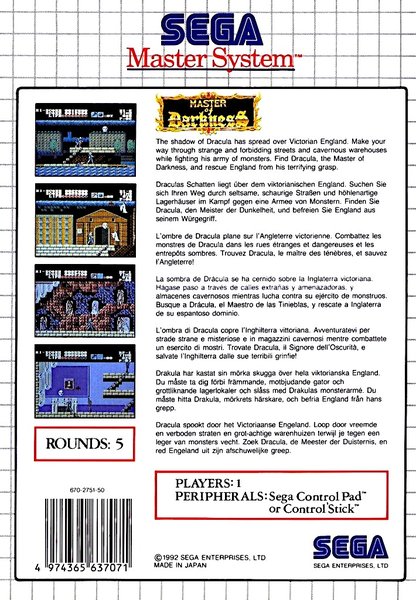 SEGA
Master System™
MASTER
of
Darkness
The shadow of Dracula has spread over Victorian England. Make your
way through strange and forbidding streets and cavernous warehouses
while fighting his army of monsters. Find Dracula, the Master of
Darkness, and rescue England from his terrifying grasp.
Draculas Schatten liegt über dem viktorianischen England. Suchen Sie
sich Ihren Weg durch seltsame, schaurige Straßen und höhlenartige
Lagerhäuser im Kampf gegen eine Armee von Monstern. Finden Sie
Dracula, den Meister der Dunkelheit, und befreien Sie England aus
seinem Würgegriff.
L'ombre de Dracula plane sur l'Angleterre victorienne. Combattez les
monstres de Dracula dans les rues étranges et dangereuses et les
entrepôts sombres. Trouvez Dracula, le maître des ténèbres, et sauvez
l'Angleterre!
La sombra de Drácula se ha cernido sobre la Inglaterra victoriana.
Hágase paso a través de calles extrañas y amenazadoras, y
almacenes cavernosos mientras lucha contra su ejército de monstruos.
Busque a Drácula, el Maestro de las Tinieblas, y rescate a Inglaterra
de su espantoso dominio.
L'ombra di Dracula copre l'Inghilterra vittoriana. Avventuratevi per
strade strane e misteriose e in magazzini cavernosi mentre combattete
un esercito di mostri. Trovate Dracula, il Signore dell'Oscurità, e
salvate l'Inghilterra dalle sue terribili grinfie!
Drakula har kastat sin mörka skugga över hela viktorianska England.
Du måste ta dig förbi främmande, motbjudande gator och
grottliknande lagerlokaler och slåss med Drakulas monsterarmé. Du
måste hitta Drakula, mörkrets härskare, och befria England från hans
grepp.
Dracula spookt door het Victoriaanse Engeland. Loop door vreemde
en verboden straten en grot-achtige warenhuizen terwijl je tegen een
leger van monsters vecht. Zoek Dracula, de Meester der Duisternis, en
red Engeland uit zijn afschuwelijke greep.
ROUNDS: 5
PLAYERS: 1
PERIPHERALS: Sega Control Pad™
or Control Stick™
670-2751-50
4 974365 637071
©1992 SEGA ENTERPRISES, LTD
MADE IN JAPAN
SEGA
SEGA ENTERPRISES, LTD